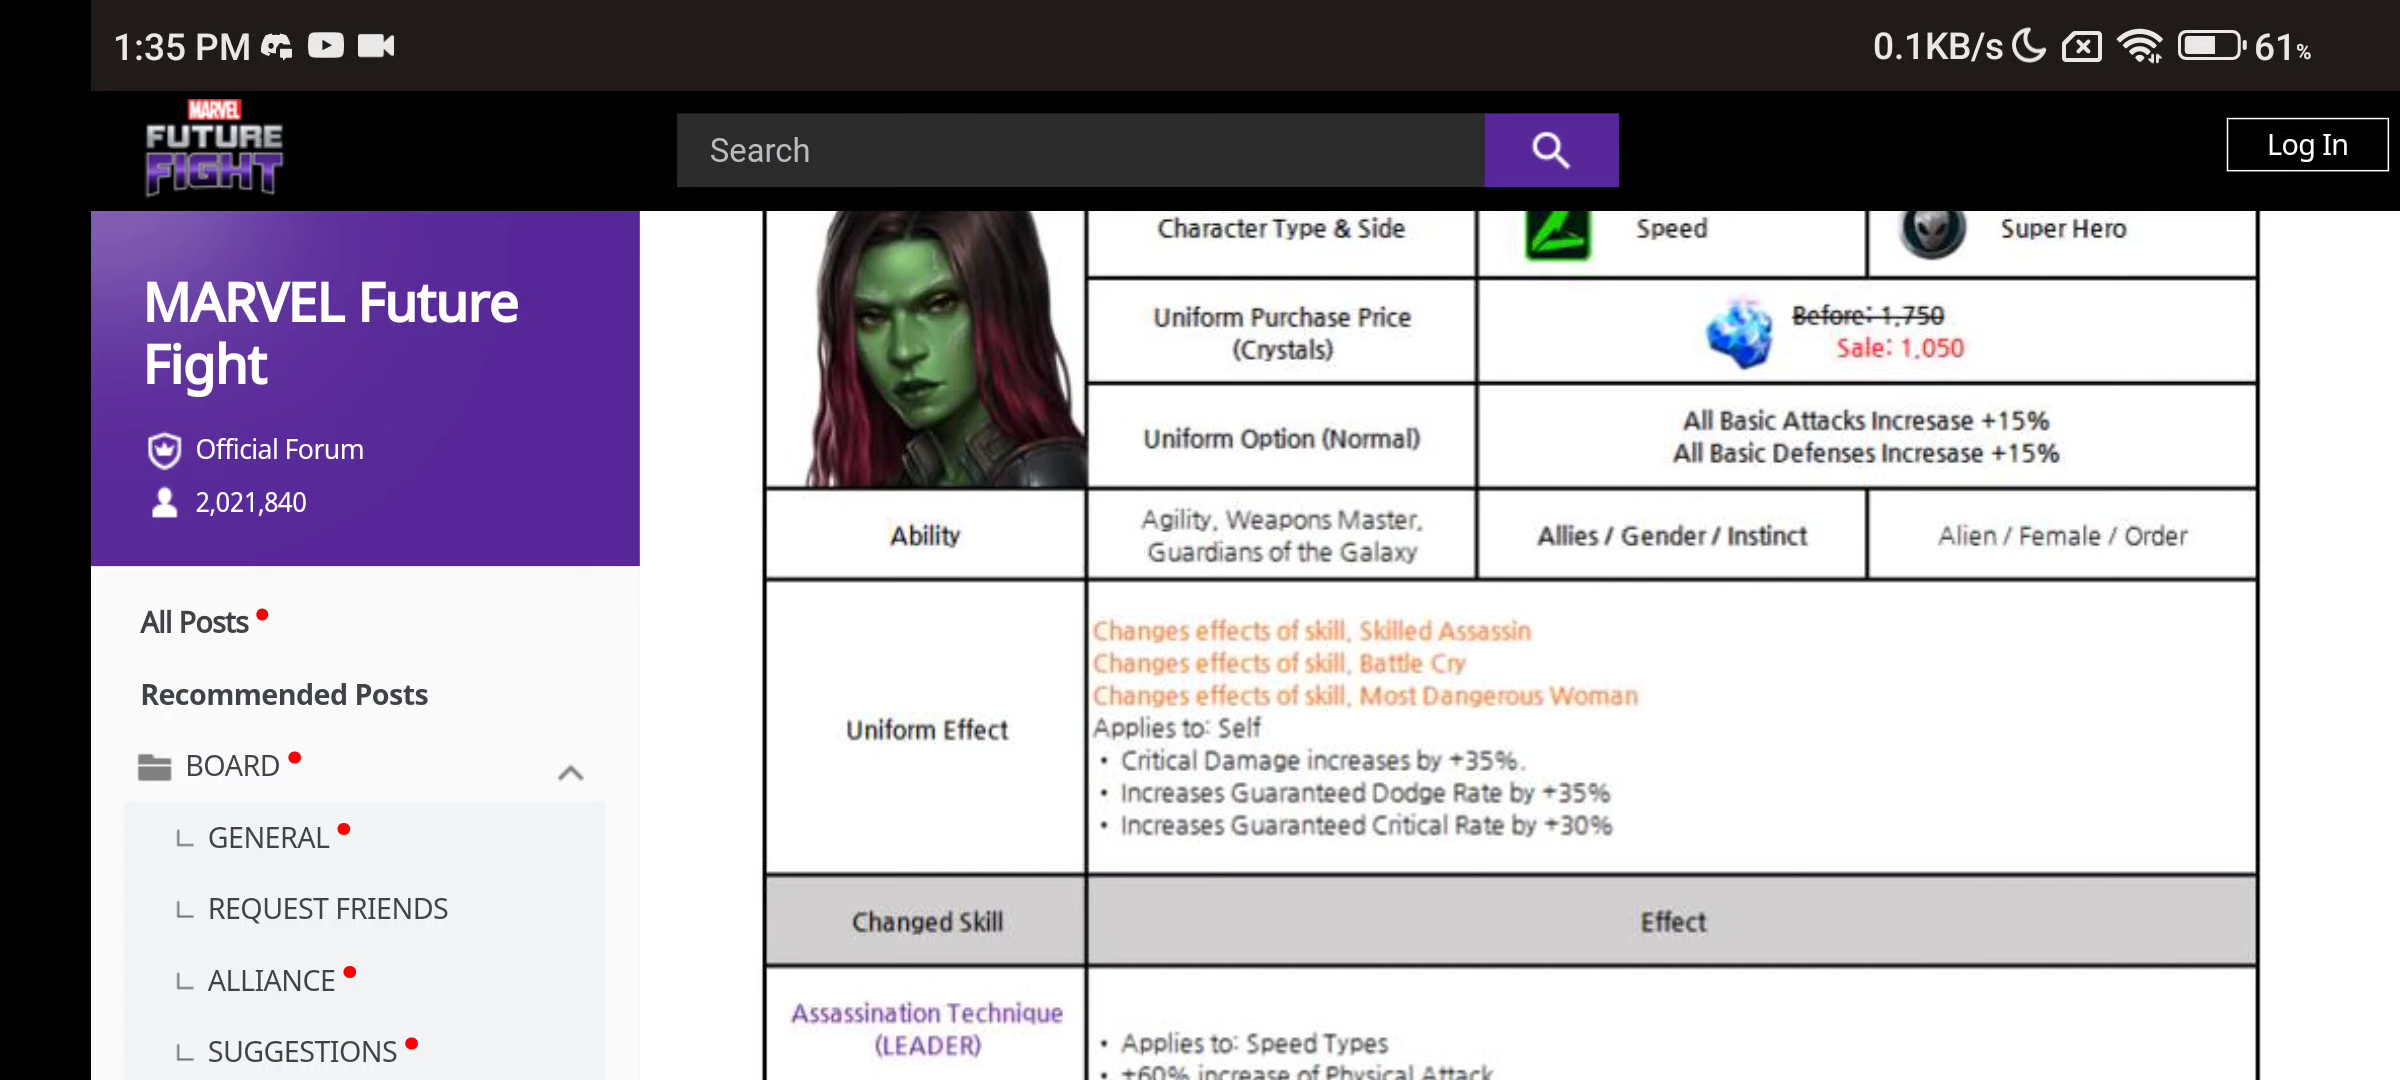 1:35 PM
0.1KB/s 61%
MARVEL
FUTURE
FIGHT
Search
Log In
MARVEL Future
Fight
Official Forum
2,021,840
All Posts
Recommended Posts
BOARD
GENERAL
REQUEST FRIENDS
ALLIANCE
SUGGESTIONS
Character Type & Side
Speed
Super Hero
Uniform Purchase Price
(Crystals)
Before: 1,750
Sale: 1,050
Uniform Option (Normal)
All Basic Attacks Incresase +15%
All Basic Defenses Incresase +15%
Ability
Agility, Weapons Master,
Guardians of the Galaxy
Allies / Gender / Instinct
Alien / Female / Order
Uniform Effect
Changes effects of skill, Skilled Assassin
Changes effects of skill, Battle Cry
Changes effects of skill, Most Dangerous Woman
Applies to: Self
• Critical Damage increases by +35%.
• Increases Guaranteed Dodge Rate by +35%
• Increases Guaranteed Critical Rate by +30%
Changed Skill
Effect
Assassination Technique
(LEADER)
• Applies to: Speed Types
• +60% increase of Physical Attack